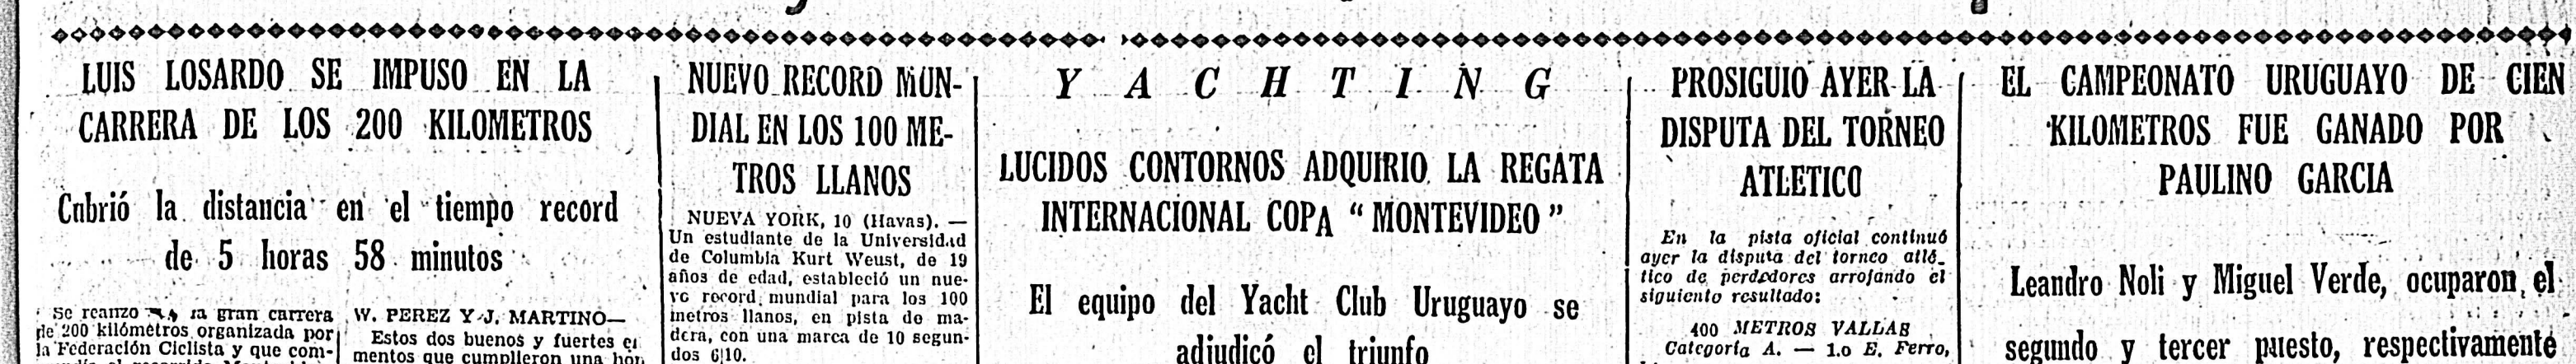 LUIS LOSARDO SE IMPUSO EN LA
CARRERA DE LOS 200 KILOMETROS
Cubrió la distancia en el tiempo record
de 5 horas 58 minutos
la gran carrera
de 200 kilómetros organizada por
la Federación Ciclista y que com-
W. PEREZ Y J. MARTINO—
Estos dos buenos y fuertes
mentos que cumplieron una
NUEVO RECORD MUN-
DIAL EN LOS 100 ME-
TROS LLANOS
NUEVA YORK, 10 (Havas). —
Un estudiante de la Universidad
de Columbia Kurt Weust, de 19
años de edad, estableció un nue-
vo record mundial para los 100
metros llanos, en pista de ma-
dera, con una marca de 10 segun-
dos 6|10.
YACHTING
LUCIDOS CONTORNOS ADQUIRIO LA REGATA
INTERNACIONAL COPA "MONTEVIDEO"
El equipo del Yacht Club Uruguayo se
adjudicó el triunfo
PROSIGUIO AYER LA
DISPUTA DEL TORNEO
ATLETICO
En la pista oficial continuó
ayer la disputa del torneo atlé-
tico de perdedores arrojando el
siguiente resultado:
400 METROS VALLAS
Categoría A. — 1.o E. Ferro,
EL CAMPEONATO URUGUAYO DE CIEN
KILOMETROS FUE GANADO POR
PAULINO GARCIA
Leandro Noli y Miguel Verde, ocuparon el
segundo y tercer puesto, respectivamente